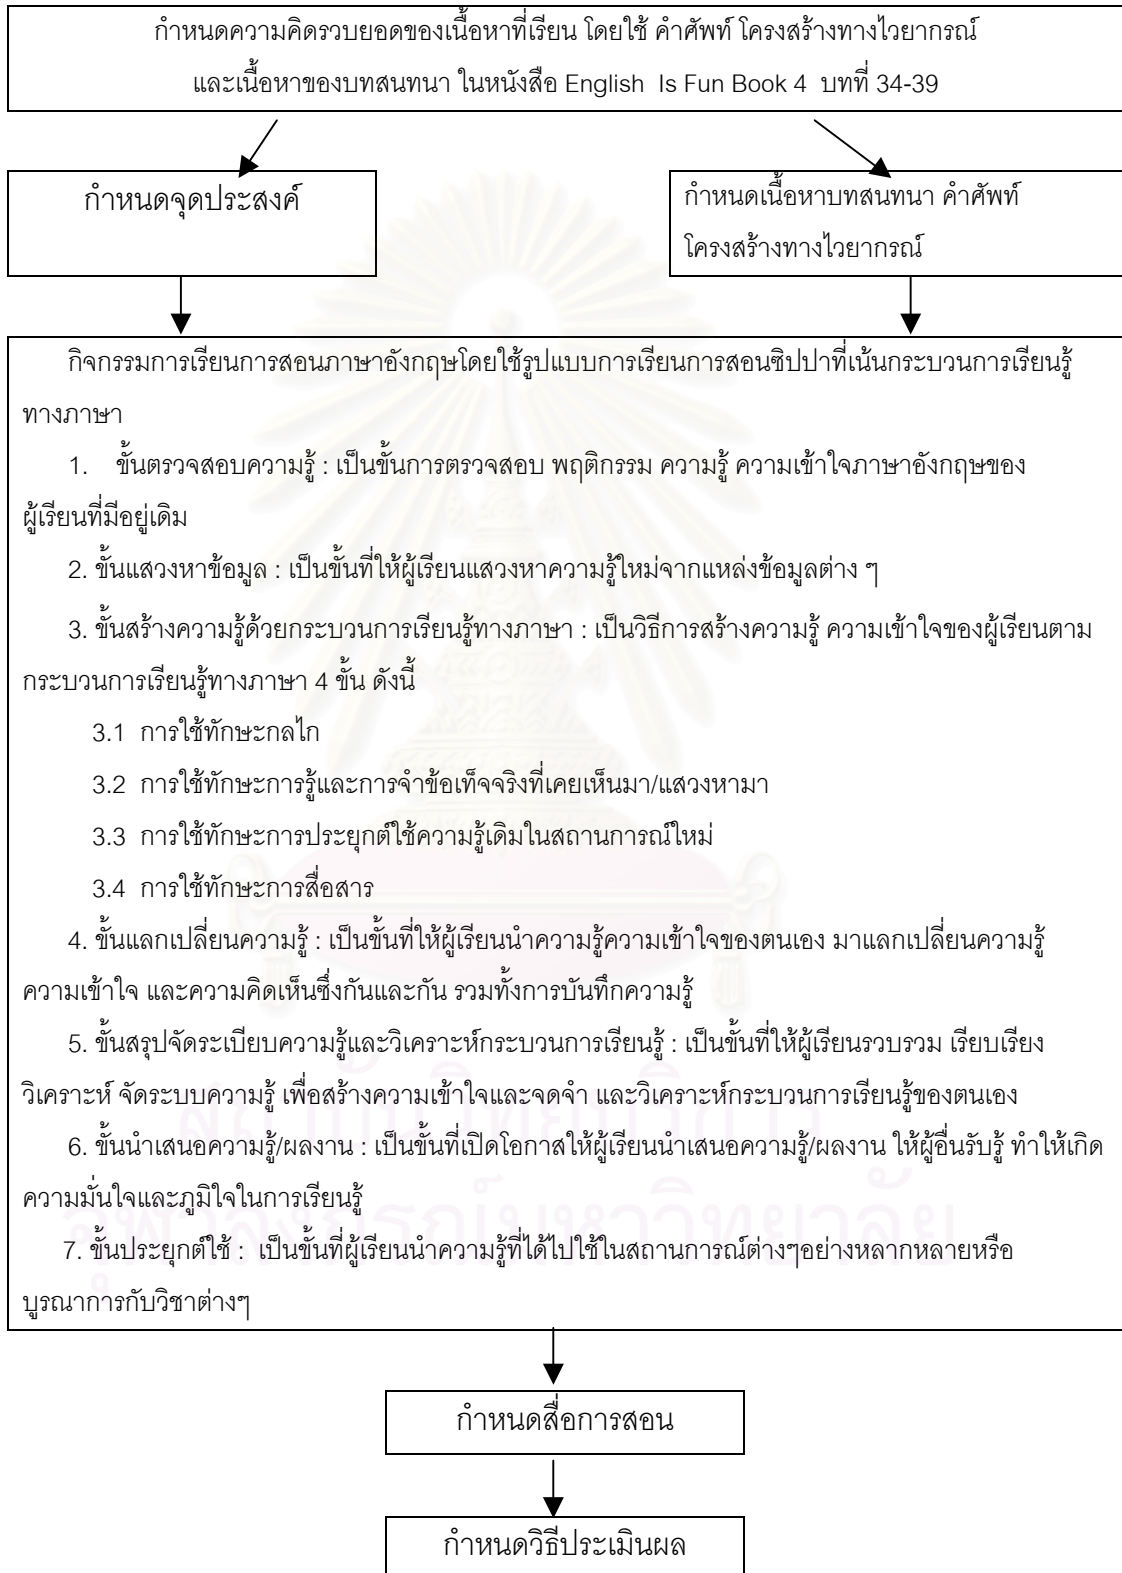 กำหนดความคิดรวบยอดของเนื้อหาที่เรียน โดยใช้ คำศัพท์ โครงสร้างทางไวยากรณ์
และเนื้อหาของบทสนทนา ในหนังสือ English Is Fun Book 4 บทที่ 34-39
กำหนดจุดประสงค์
กำหนดเนื้อหาบทสนทนา คำศัพท์
โครงสร้างทางไวยากรณ์
กิจกรรมการเรียนการสอนภาษาอังกฤษโดยใช้รูปแบบการเรียนการสอนซิปปาที่เน้นกระบวนการเรียนรู้
ทางภาษา
1. ขั้นตรวจสอบความรู้ : เป็นขั้นการตรวจสอบ พฤติกรรม ความรู้ ความเข้าใจภาษาอังกฤษของ
ผู้เรียนที่มีอยู่เดิม
2. ขั้นแสวงหาข้อมูล : เป็นขั้นที่ให้ผู้เรียนแสวงหาความรู้ใหม่จากแหล่งข้อมูลต่าง ๆ
3. ขั้นสร้างความรู้ด้วยกระบวนการเรียนรู้ทางภาษา : เป็นวิธีการสร้างความรู้ ความเข้าใจของผู้เรียนตาม
กระบวนการเรียนรู้ทางภาษา 4 ขั้น ดังนี้
3.1 การใช้ทักษะกลไก
3.2 การใช้ทักษะการรู้และการจำข้อเท็จจริงที่เคยเห็นมา/แสวงหามา
3.3 การใช้ทักษะการประยุกต์ใช้ความรู้เดิมในสถานการณ์ใหม่
3.4 การใช้ทักษะการสื่อสาร
4. ขั้นแลกเปลี่ยนความรู้ : เป็นขั้นที่ให้ผู้เรียนนำความรู้ความเข้าใจของตนเอง มาแลกเปลี่ยนความรู้
ความเข้าใจ และความคิดเห็นซึ่งกันและกัน รวมทั้งการบันทึกความรู้
5. ขั้นสรุปจัดระเบียบความรู้และวิเคราะห์กระบวนการเรียนรู้ : เป็นขั้นที่ให้ผู้เรียนรวบรวม เรียบเรียง
วิเคราะห์ จัดระบบความรู้ เพื่อสร้างความเข้าใจและจดจำ และวิเคราะห์กระบวนการเรียนรู้ของตนเอง
สถาบันวิทยบริการ
6. ขั้นนำเสนอความรู้/ผลงาน : เป็นขั้นที่เปิดโอกาสให้ผู้เรียนนำเสนอความรู้/ผลงาน ให้ผู้อื่นรับรู้ ทำให้เกิด
ความมั่นใจและภูมิใจในการเรียนรู้
จุฬาลงกรณ์มหาวิทยาลัย
7. ขั้นประยุกต์ใช้ : เป็นขั้นที่ผู้เรียนนำความรู้ที่ได้ไปใช้ในสถานการณ์ต่างๆอย่างหลากหลายหรือ
บูรณาการกับวิชาต่างๆ
กำหนดสื่อการสอน
กำหนดวิธีประเมินผล